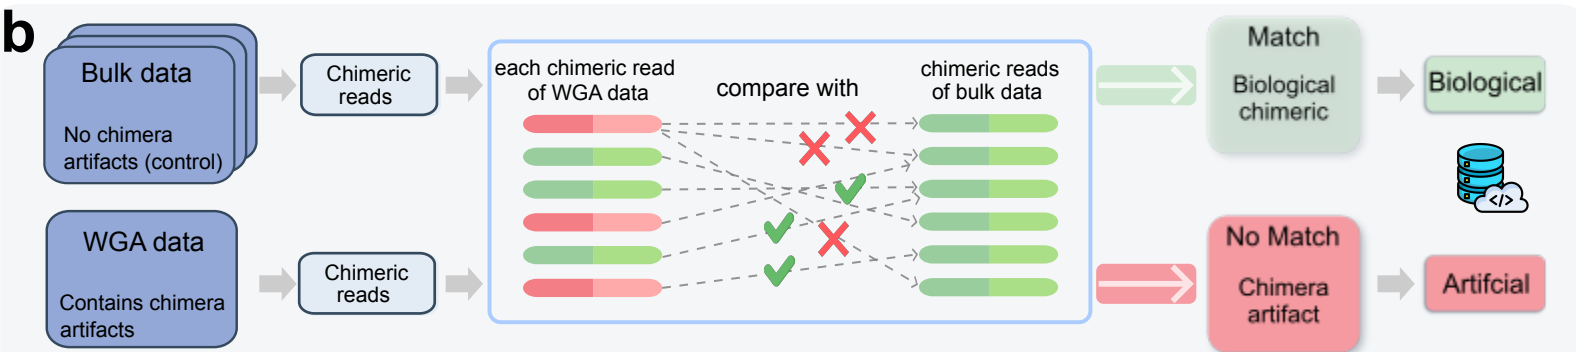 b
Bulk data
No chimera
artifacts (control)
Chimeric
reads
each chimeric read
of WGA data
compare with
chimeric reads
of bulk data
Match
Biological
chimeric
Biological
WGA data
Contains chimera
artifacts
Chimeric
reads
No Match
Chimera
artifact
Artifcial
</>